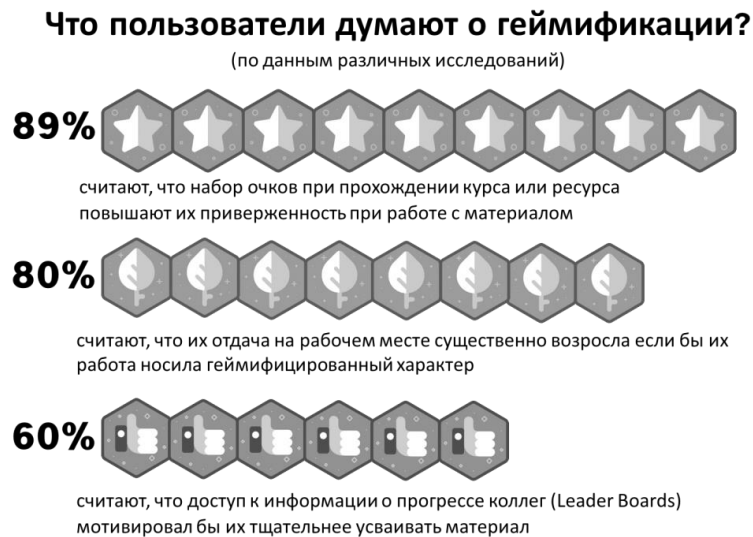 Что пользователи думают о геймификации?
(по данным различных исследований)
89%
считают, что набор очков при прохождении курса или ресурса
повышают их приверженность при работе с материалом
80%
считают, что их отдача на рабочем месте существенно возросла если бы их
работа носила геймифицированный характер
60%
считают, что доступ к информации о прогрессе коллег (Leader Boards)
мотивировал бы их тщательнее усваивать материал